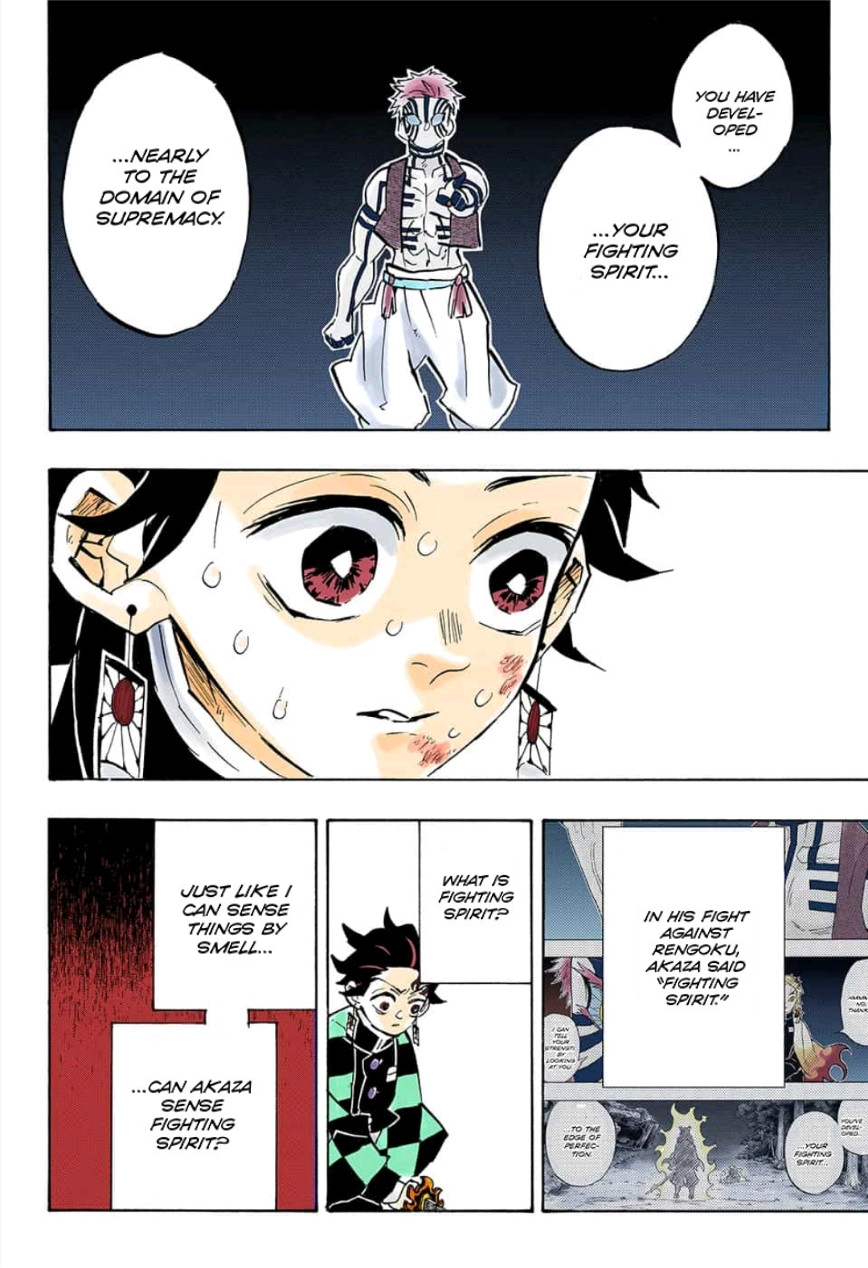 YOU HAVE
DEVEL-
OPED
...
...YOUR
FIGHTING
SPIRIT...
...NEARLY
TO THE
DOMAIN OF
SUPREMACY.
IN HIS FIGHT
AGAINST
RENGOKU,
AKAZA SAID
"FIGHTING
SPIRIT."
NO,
I CAN
TELL
YOUR
STRENGTH
BY
LOOKING
AT YOU.
YOU'VE
DEVEL-
OPED..
...YOUR
FIGHTING
SPIRIT...
...TO THE
EDGE OF
PERFEC-
TION.
WHAT IS
FIGHTING
SPIRIT?
JUST LIKE I
CAN SENSE
THINGS BY
SMELL...
...CAN AKAZA
SENSE
FIGHTING
SPIRIT?